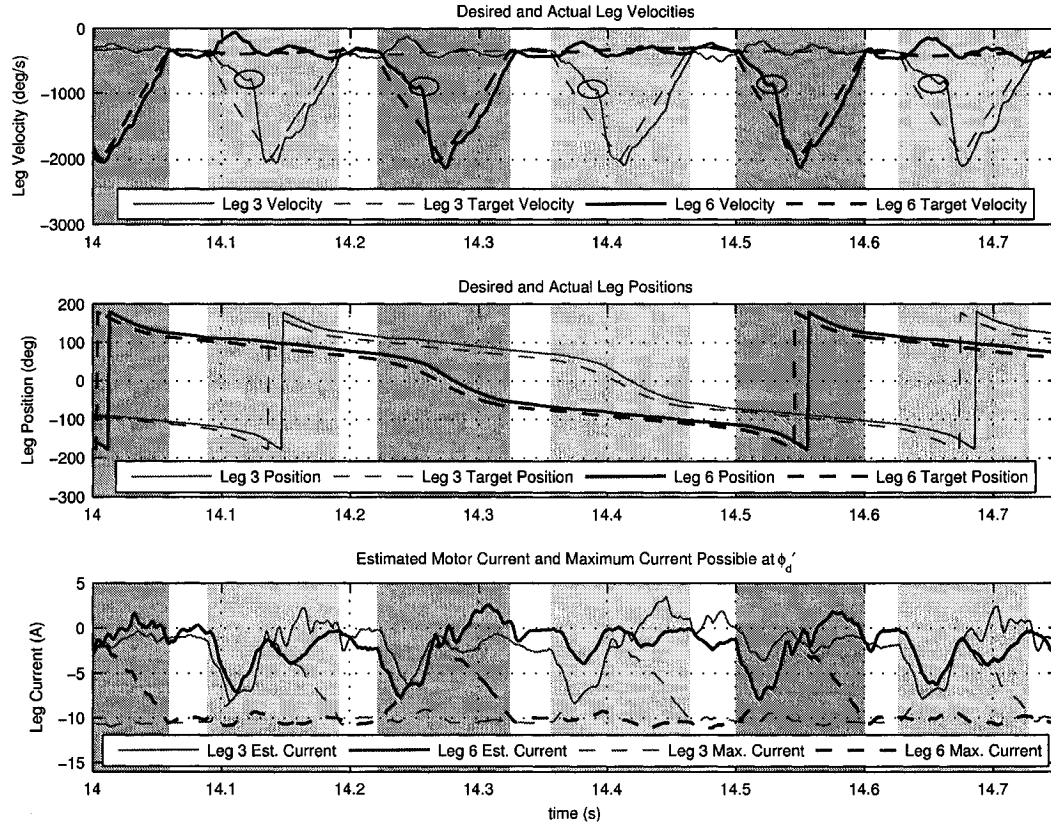 Desired and Actual Leg Velocities
Leg Velocity (deg/s)
0
−1000
−2000
−3000
Leg 3 Velocity Leg 3 Target Velocity Leg 6 Velocity Leg 6 Target Velocity
14 14.1 14.2 14.3 14.4 14.5 14.6 14.7
Desired and Actual Leg Positions
Leg Position (deg)
200
100
0
−100
−200
−300
Leg 3 Position Leg 3 Target Position Leg 6 Position Leg 6 Target Position
14 14.1 14.2 14.3 14.4 14.5 14.6 14.7
Estimated Motor Current and Maximum Current Possible at ϕd′
Leg Current (A)
5
0
−5
−10
−15
Leg 3 Est. Current Leg 6 Est. Current Leg 3 Max. Current Leg 6 Max. Current
14 14.1 14.2 14.3 14.4 14.5 14.6 14.7
time (s)